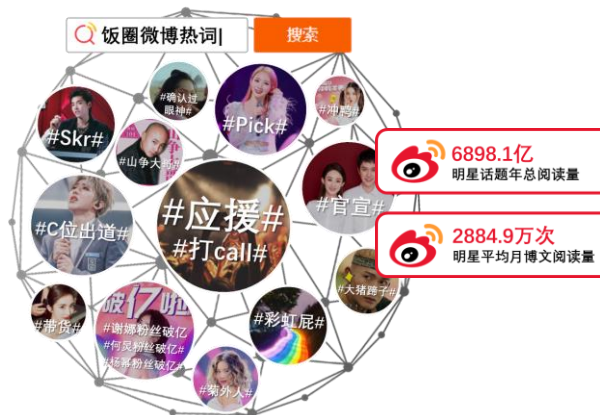 饭圈微博热词
搜索
#确认过
眼神#
#Pick#
#冲鸭#
#Skr#
#山争大哥#
6898.1亿
明星话题年总阅读量
#应援#
#打call#
#官宣#
#C位出道#
2884.9万次
明星平均月博文阅读量
#大猪蹄子#
#带货#
破亿啦
#谢娜粉丝破亿
#何炅粉丝破亿#
#杨幂粉丝破亿#
#彩虹屁#
#菊外人#